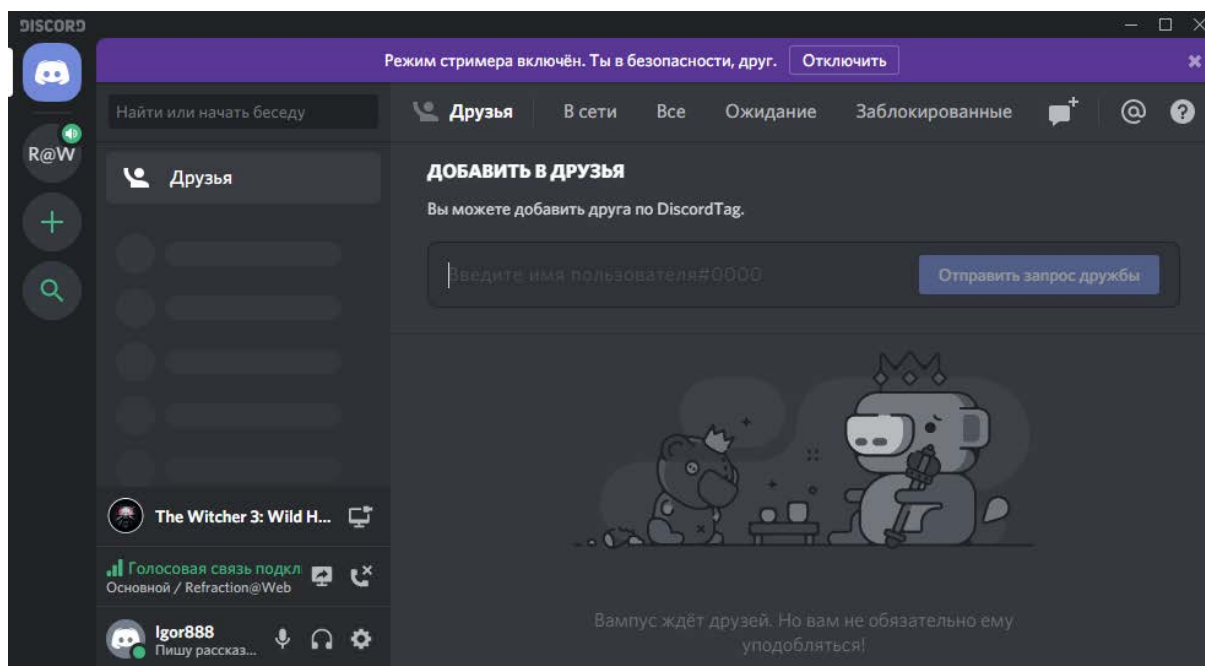 DISCORD
Режим стримера включён. Ты в безопасности, друг. Отключить
Найти или начать беседу
Друзья В сети Все Ожидание Заблокированные
R@W
Друзья
ДОБАВИТЬ В ДРУЗЬЯ
Вы можете добавить друга по DiscordTag.
Введите имя пользователя#0000
Отправить запрос дружбы
The Witcher 3: Wild H...
Голосовая связь подкл
Основной / Refraction@Web
Igor888
Пишу рассказ...
Вампус ждёт друзей. Но вам не обязательно ему
уподобляться!